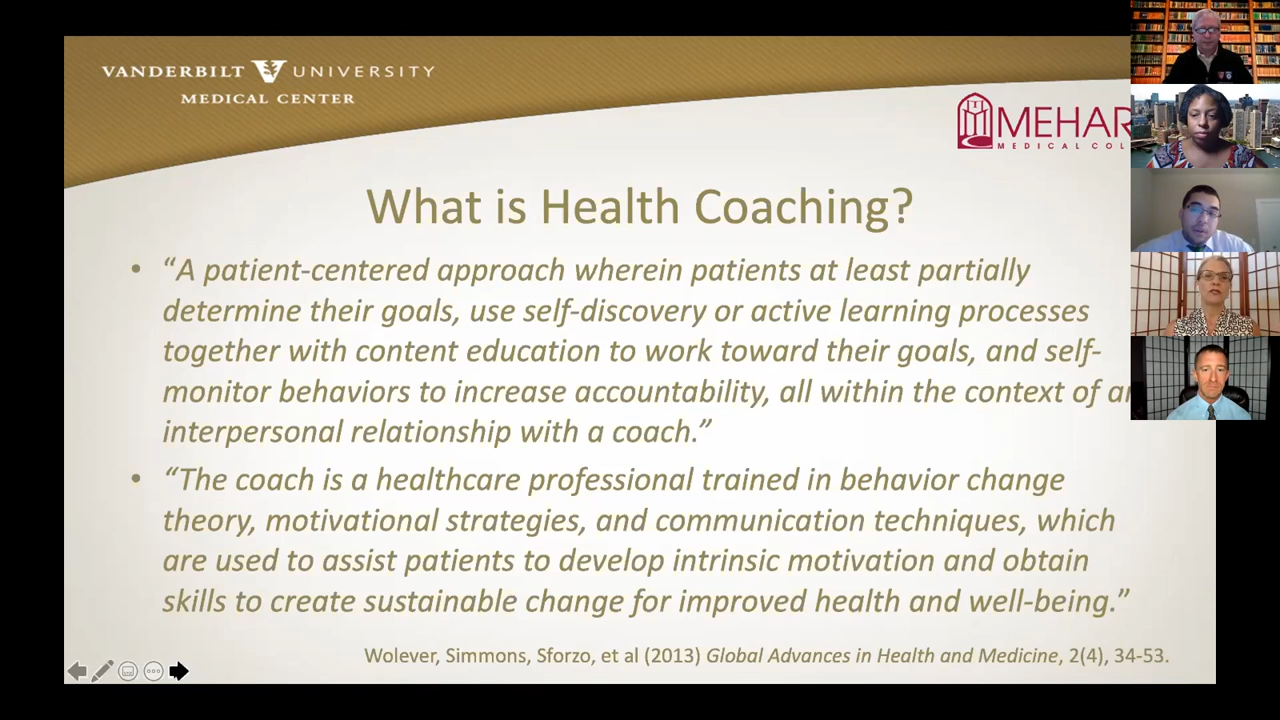 VANDERBILT UNIVERSITY
MEDICAL CENTER
MEHAR
MEDICAL COL
What is Health Coaching?
• “A patient-centered approach wherein patients at least partially
determine their goals, use self-discovery or active learning processes
together with content education to work toward their goals, and self-
monitor behaviors to increase accountability, all within the context of an
interpersonal relationship with a coach.”
• “The coach is a healthcare professional trained in behavior change
theory, motivational strategies, and communication techniques, which
are used to assist patients to develop intrinsic motivation and obtain
skills to create sustainable change for improved health and well-being.”
Wolever, Simmons, Sforzo, et al (2013) Global Advances in Health and Medicine, 2(4), 34-53.